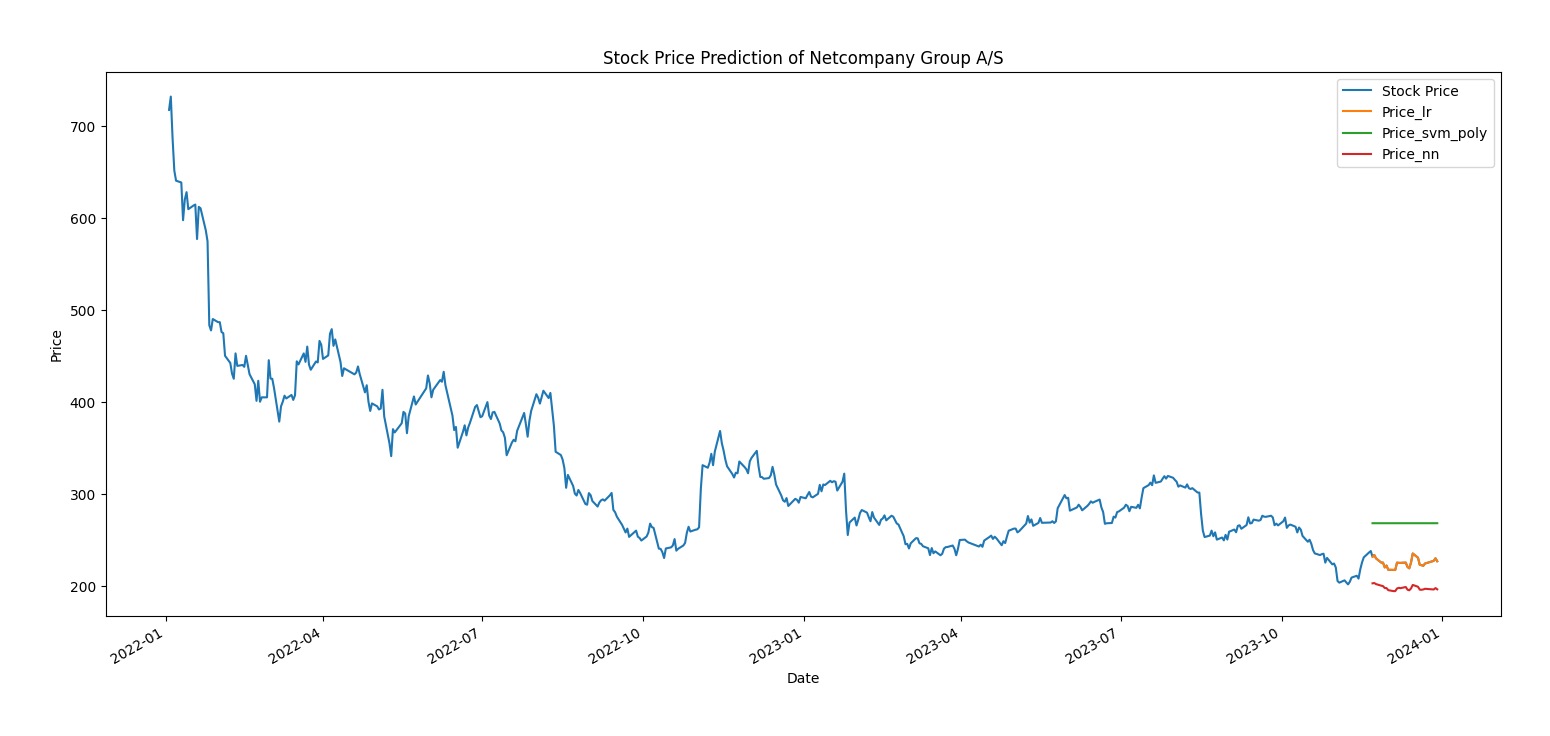 Stock Price Prediction of Netcompany Group A/S
Stock Price
Price_lr
Price_svm_poly
Price_nn
Price
700
600
500
400
300
200
2022-01
2022-04
2022-07
2022-10
2023-01
2023-04
2023-07
2023-10
2024-01
Date